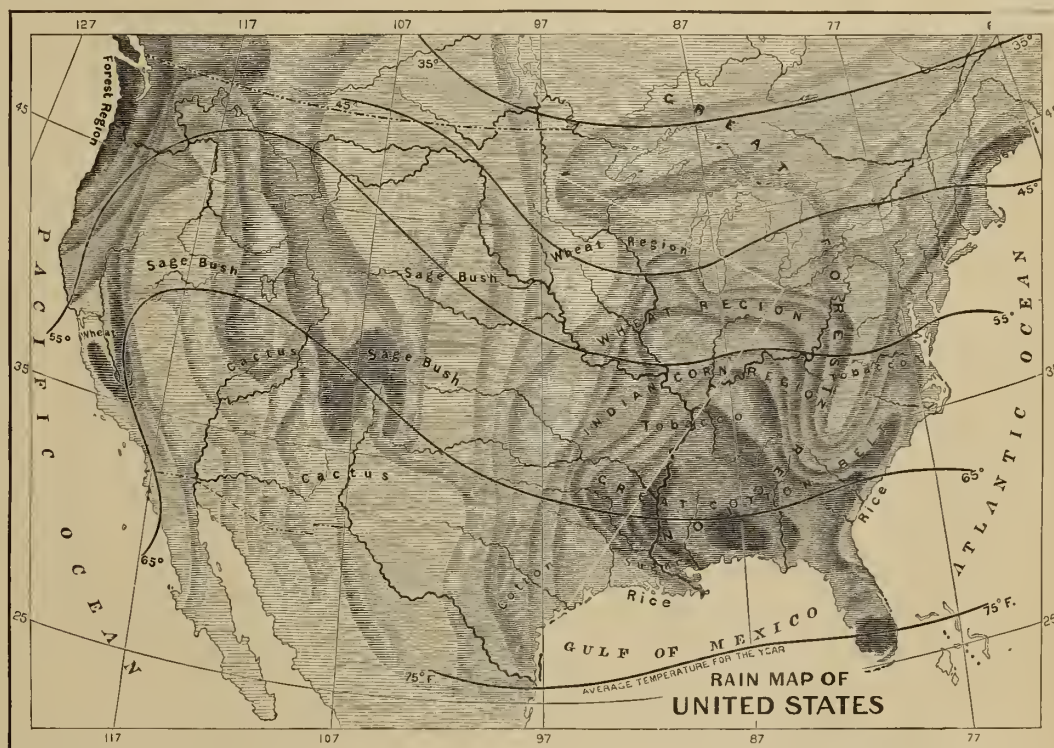 127 117 107 97 87 77
35° 35°
Forest Region
45° GREAT
45
45°
Wheat Region
Sage Bush Sage Bush
PACIFIC OCEAN
FOREST
WHEAT REGION
55° Wheat 55°
WHEAT REGION
Cactus Sage Bush
35
INDIAN CORN REGION
Tobacco
Tobacco
ATLANTIC OCEAN
Cactus
GREAT COTTON BELT
65°
Rice
65°
Cotton
Rice
25 25
GULF OF MEXICO
75° F.
75° F
AVERAGE TEMPERATURE FOR THE YEAR
RAIN MAP OF
UNITED STATES
117 107 97 87 77